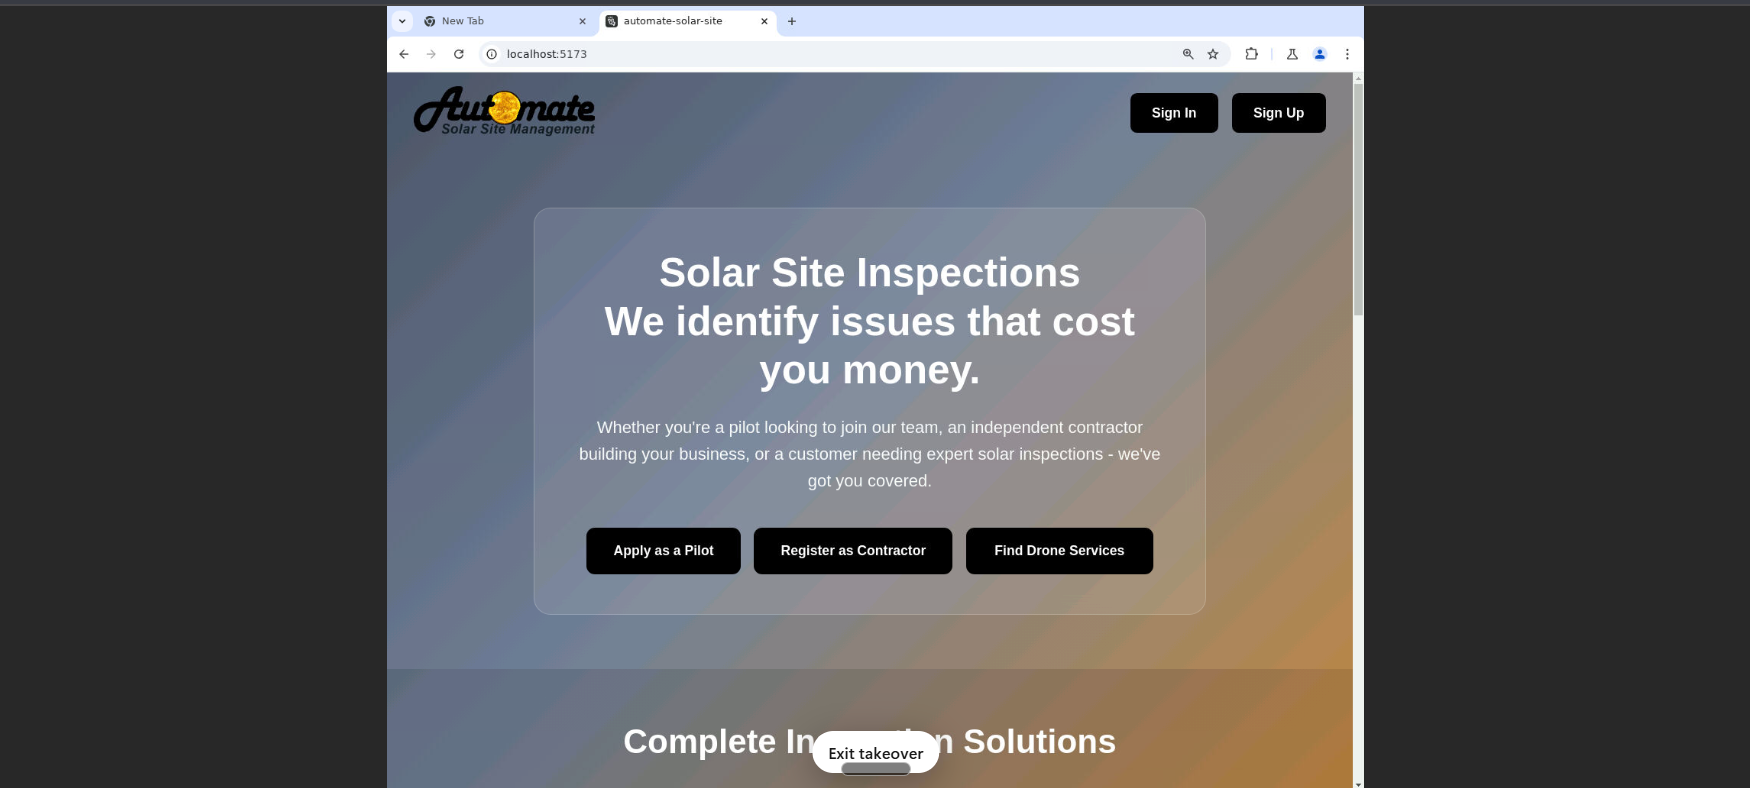 New Tab
automate-solar-site
localhost:5173
Automate
Solar Site Management
Sign In
Sign Up
Solar Site Inspections
We identify issues that cost
you money.
Whether you're a pilot looking to join our team, an independent contractor
building your business, or a customer needing expert solar inspections - we've
got you covered.
Apply as a Pilot
Register as Contractor
Find Drone Services
Complete In n Solutions
Exit takeover